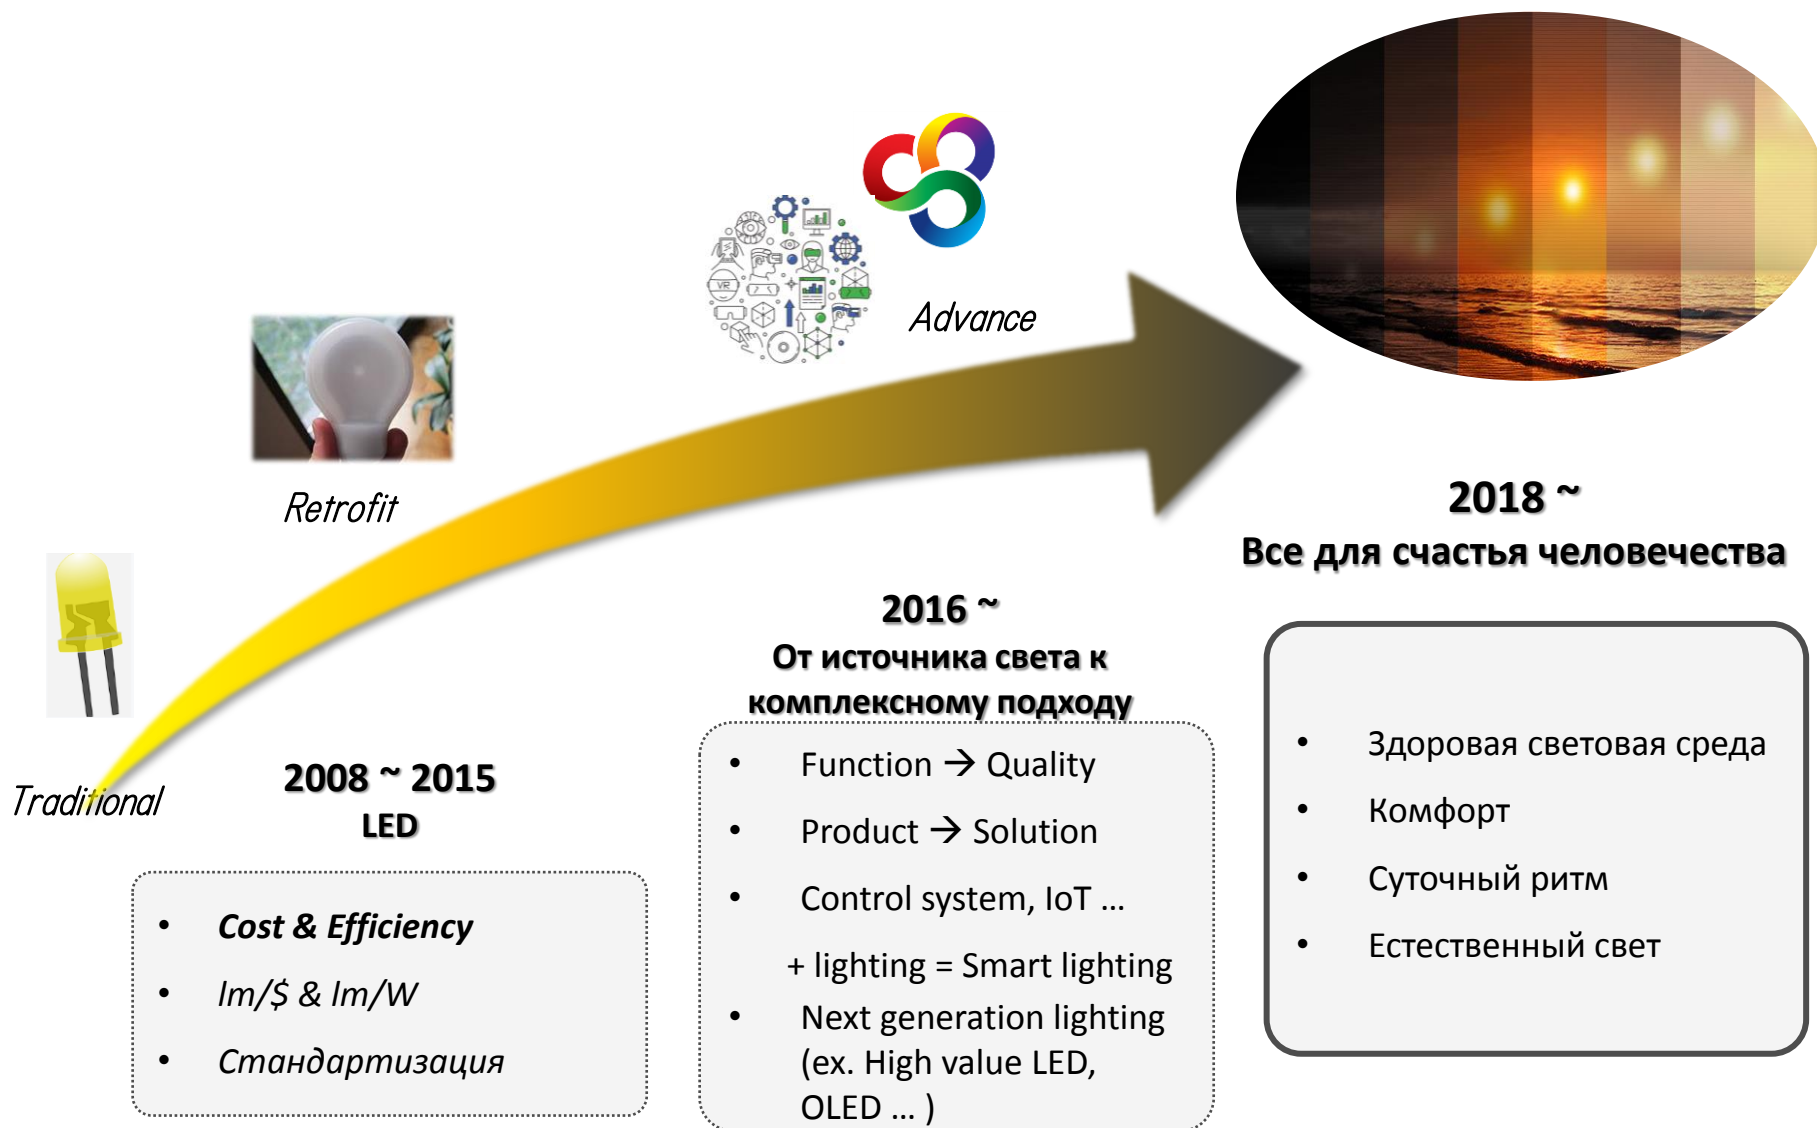 Traditional
Retrofit
VR
Advance
2008 ~ 2015
LED
• Cost & Efficiency
• lm/$ & lm/W
• Стандартизация
2016 ~
От источника света к
комплексному подходу
• Function → Quality
• Product → Solution
• Control system, IoT ...
+ lighting = Smart lighting
• Next generation lighting
(ex. High value LED,
OLED ... )
2018 ~
Все для счастья человечества
• Здоровая световая среда
• Комфорт
• Суточный ритм
• Естественный свет